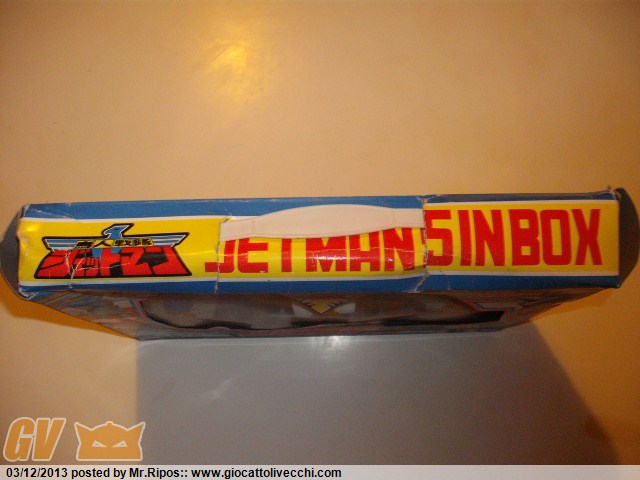 鳥人戦隊
ジェットマン
JETMAN 5 IN BOX
GV
03/12/2013 posted by Mr.Ripos:: www.giocattolivecchi.com